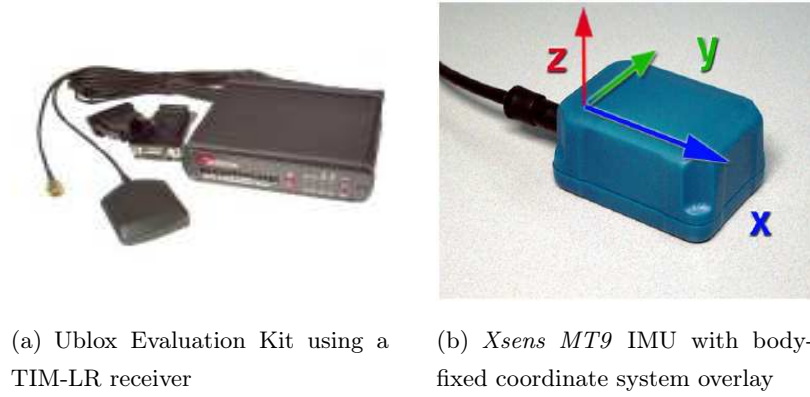 z
y
x
(a) Ublox Evaluation Kit using a
TIM-LR receiver
(b) Xsens MT9 IMU with body-
fixed coordinate system overlay